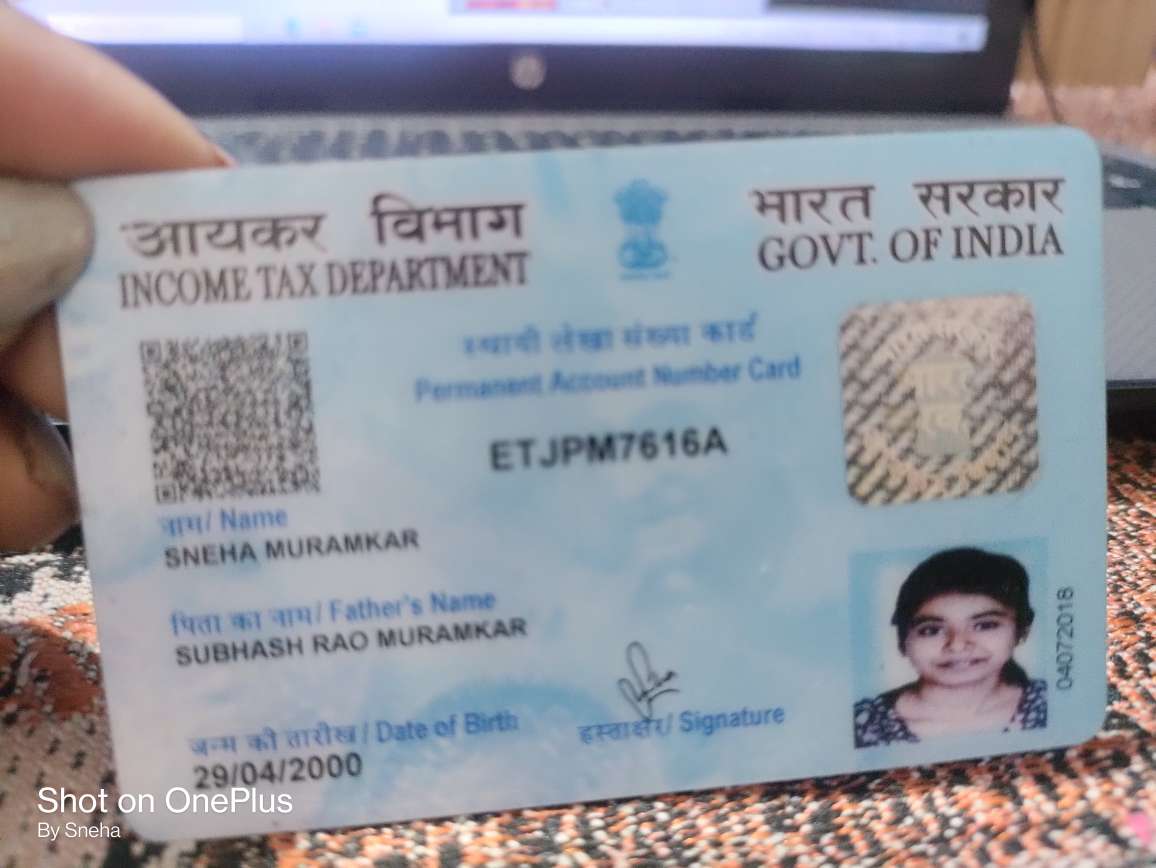 आयकर विभाग
INCOME TAX DEPARTMENT
भारत सरकार
GOVT. OF INDIA
स्थायी लेखा संख्या कार्ड
Permanent Account Number Card
ETJPM7616A
नाम / Name
SNEHA MURAMKAR
पिता का नाम / Father's Name
SUBHASH RAO MURAMKAR
जन्म की तारीख / Date of Birth
29/04/2000
हस्ताक्षर / Signature
04072018
Shot on OnePlus
By Sneha